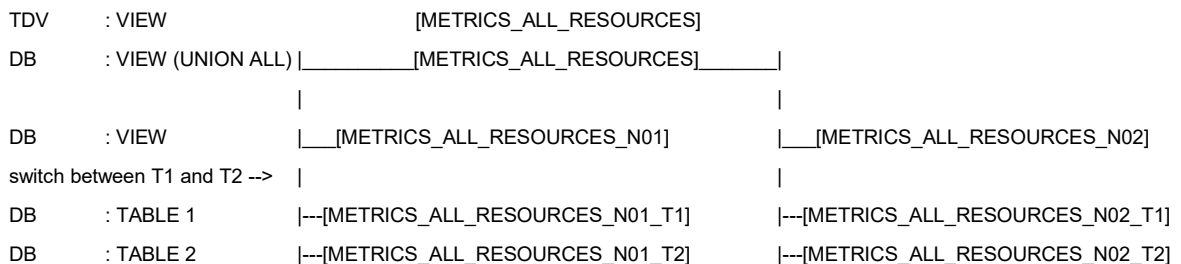 TDV : VIEW [METRICS_ALL_RESOURCES]
DB : VIEW (UNION ALL) |__________[METRICS_ALL_RESOURCES]_______|
| |
DB : VIEW |___[METRICS_ALL_RESOURCES_N01] |___[METRICS_ALL_RESOURCES_N02]
switch between T1 and T2 --> | |
DB : TABLE 1 |---[METRICS_ALL_RESOURCES_N01_T1] |---[METRICS_ALL_RESOURCES_N02_T1]
DB : TABLE 2 |---[METRICS_ALL_RESOURCES_N01_T2] |---[METRICS_ALL_RESOURCES_N02_T2]